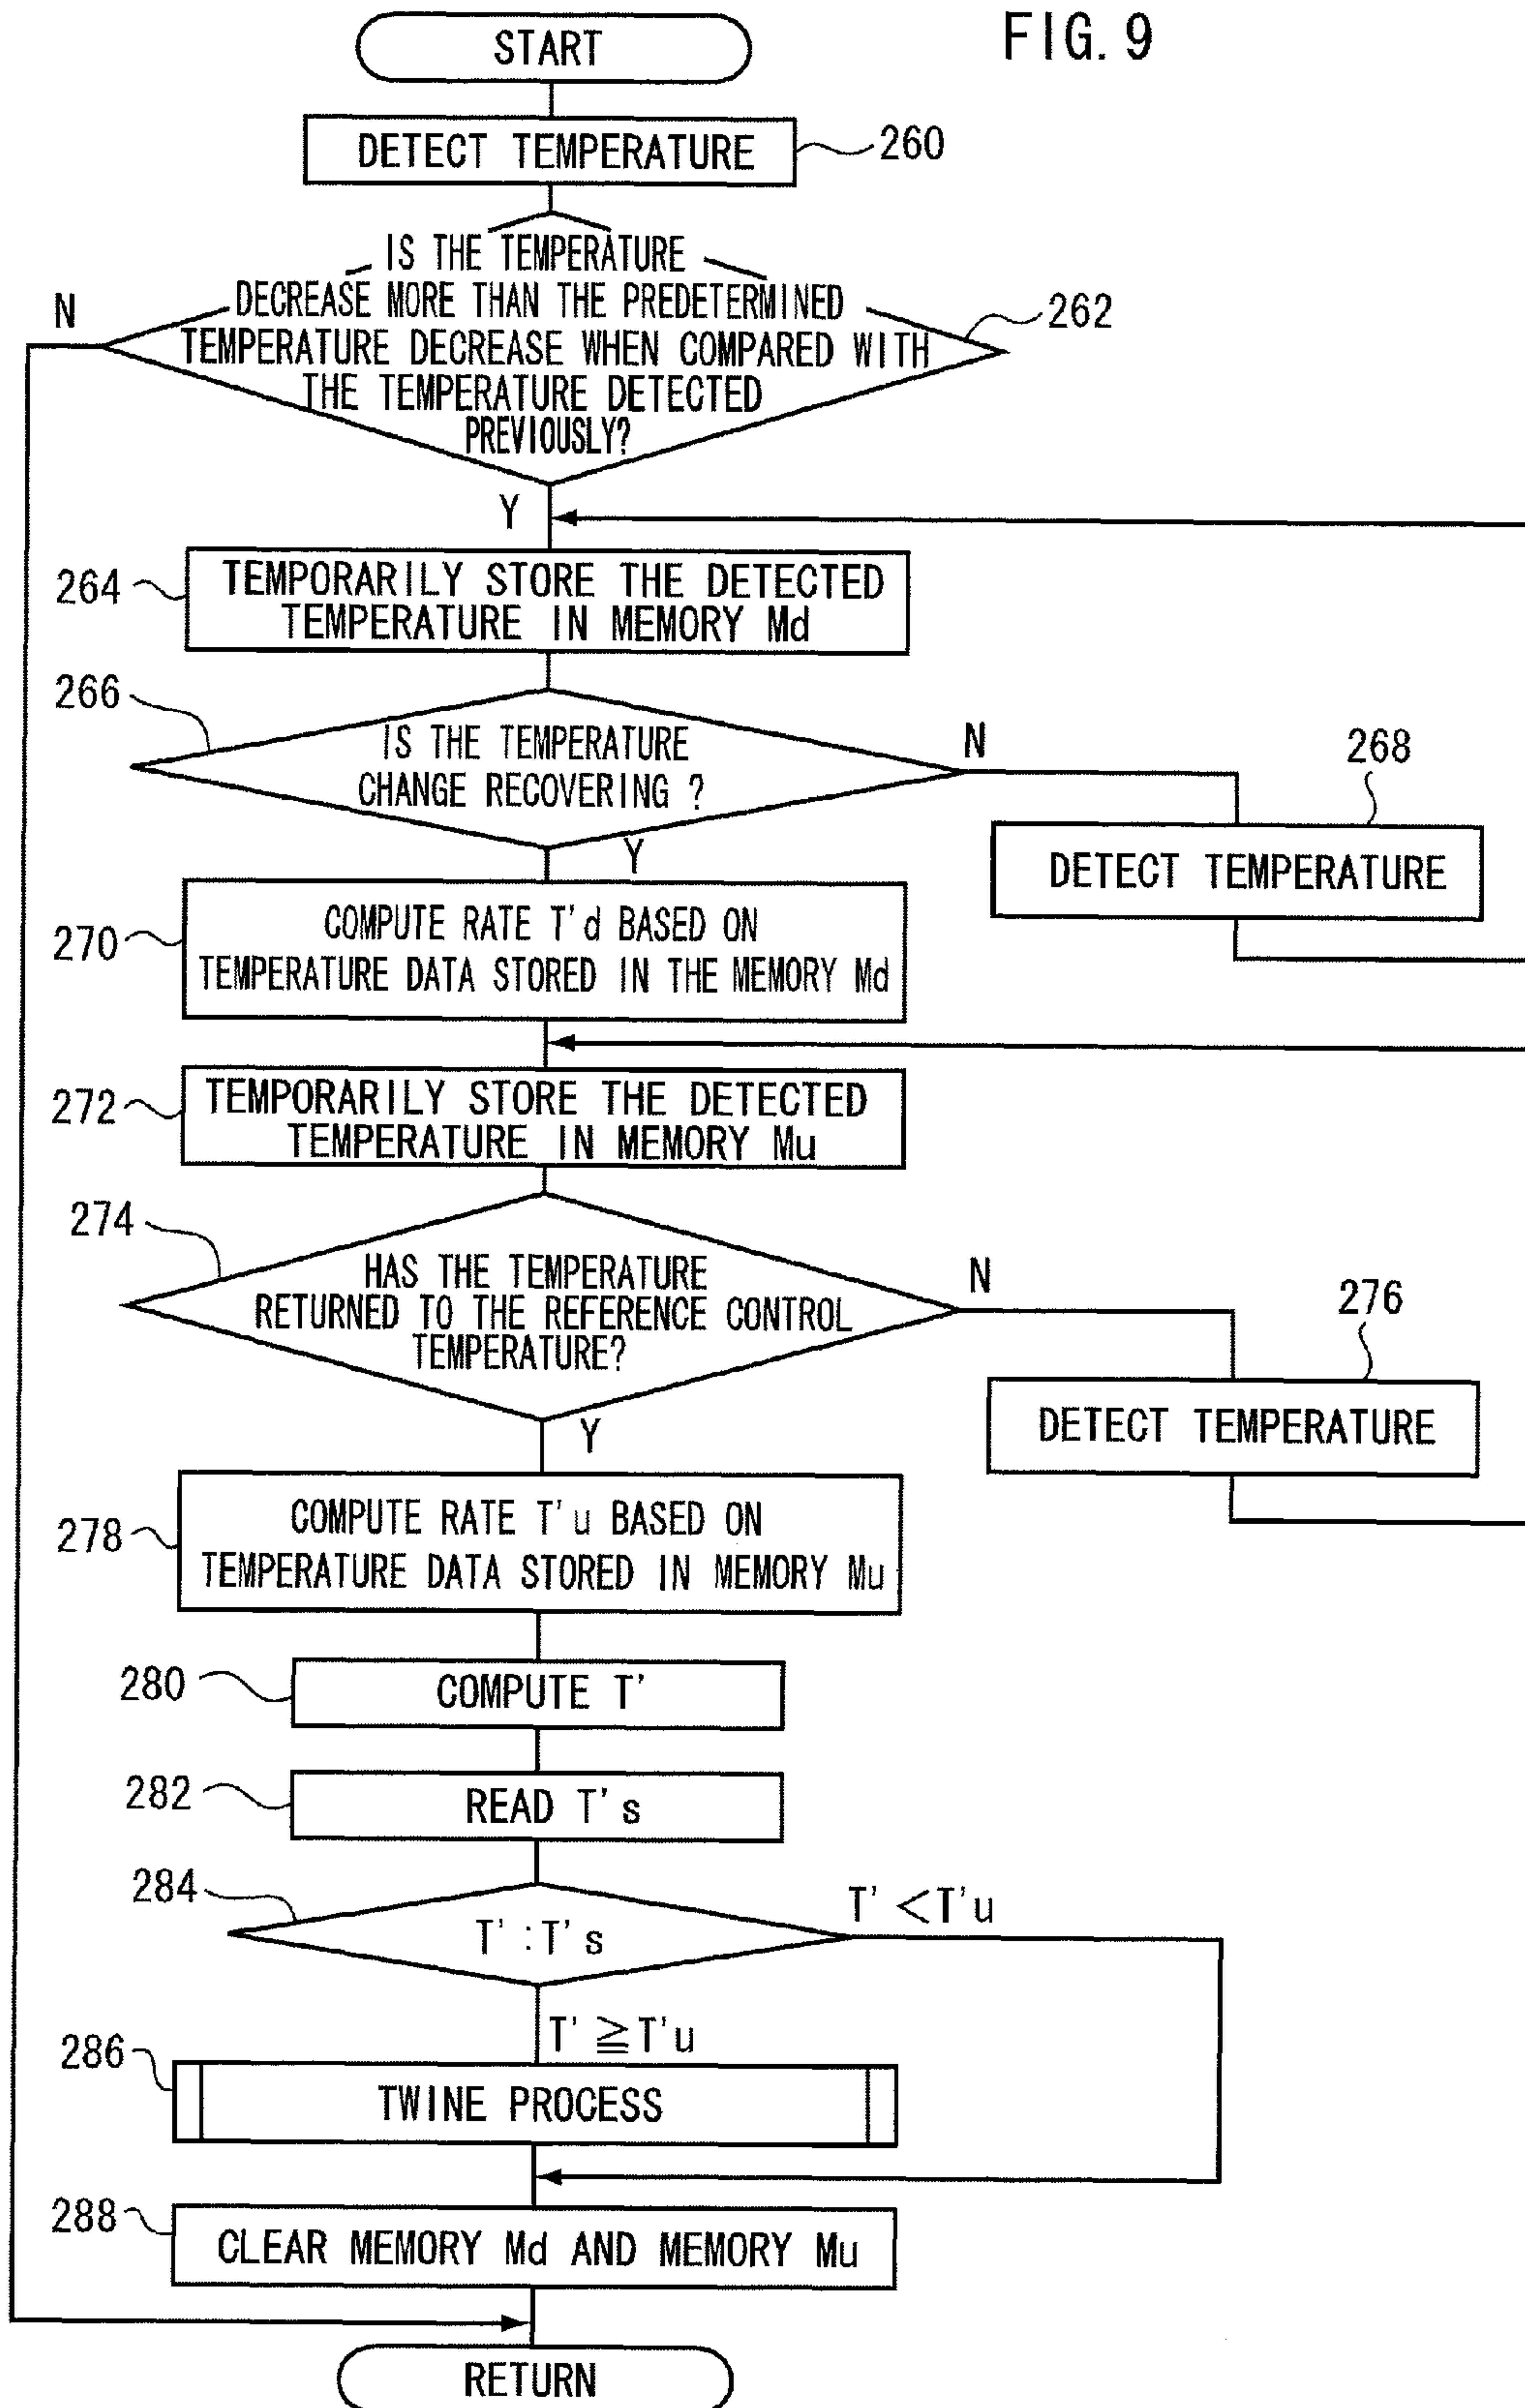 FIG. 9
START
DETECT TEMPERATURE
260
IS THE TEMPERATURE
DECREASE MORE THAN THE PREDETERMINED
TEMPERATURE DECREASE WHEN COMPARED WITH
THE TEMPERATURE DETECTED
PREVIOUSLY?
262
N
Y
264
TEMPORARILY STORE THE DETECTED
TEMPERATURE IN MEMORY Md
266
IS THE TEMPERATURE
CHANGE RECOVERING ?
N
268
DETECT TEMPERATURE
Y
270
COMPUTE RATE T'd BASED ON
TEMPERATURE DATA STORED IN THE MEMORY Md
272
TEMPORARILY STORE THE DETECTED
TEMPERATURE IN MEMORY Mu
274
HAS THE TEMPERATURE
RETURNED TO THE REFERENCE CONTROL
TEMPERATURE?
N
276
DETECT TEMPERATURE
Y
278
COMPUTE RATE T'u BASED ON
TEMPERATURE DATA STORED IN MEMORY Mu
280
COMPUTE T'
282
READ T's
284
T' :T's
T' <T'u
T' ≧T'u
286
TWINE PROCESS
288
CLEAR MEMORY Md AND MEMORY Mu
RETURN